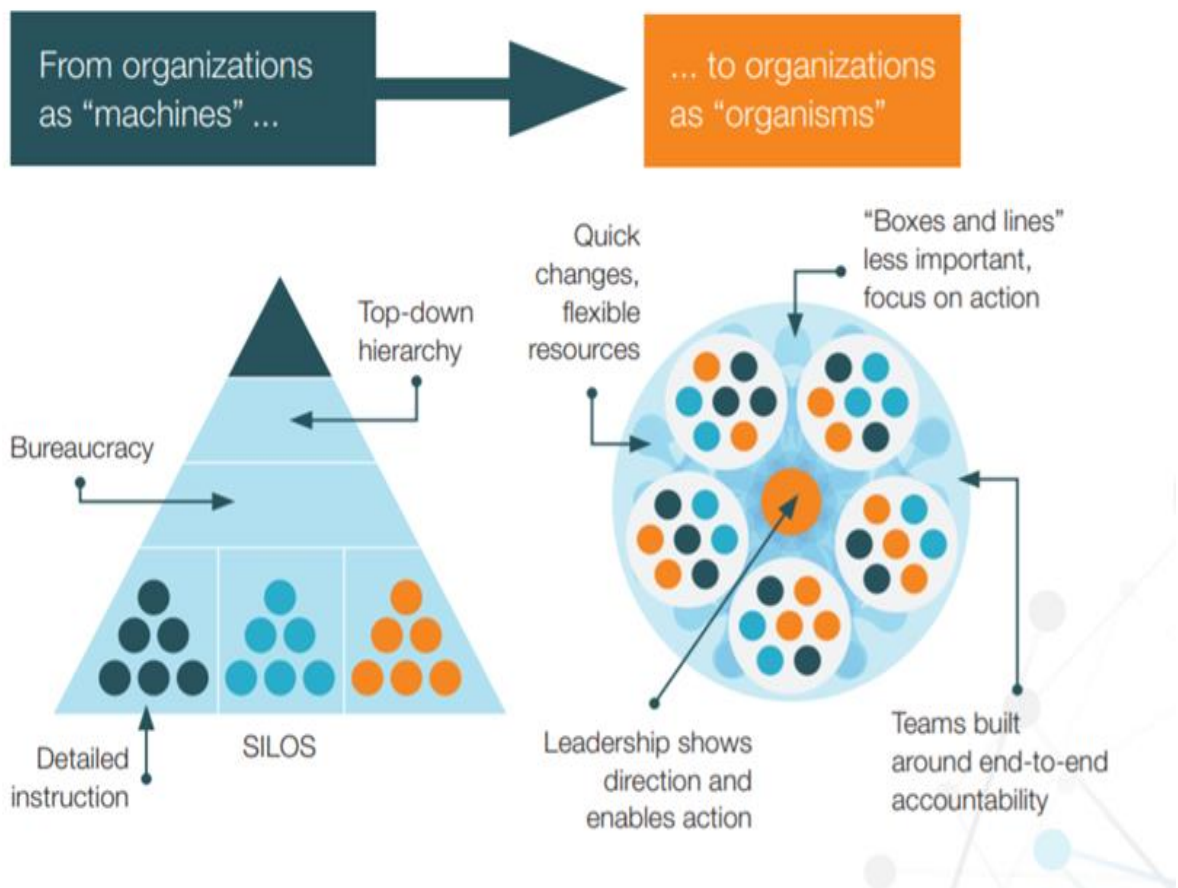 From organizations
as “machines” ...
... to organizations
as “organisms”
Top-down
hierarchy
Bureaucracy
Detailed
instruction
SILOS
Quick
changes,
flexible
resources
“Boxes and lines”
less important,
focus on action
Leadership shows
direction and
enables action
Teams built
around end-to-end
accountability